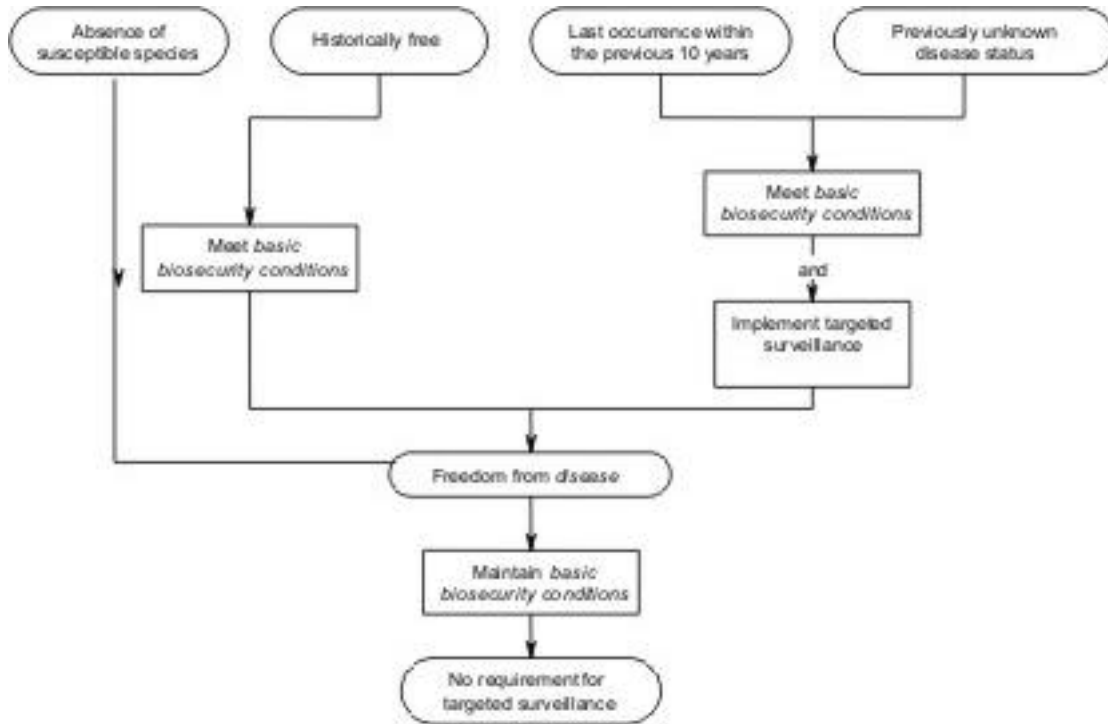 Absence of
susceptible species
Historically free
Last occurrence within
the previous 10 years
Previously unknown
disease status
Meet basic
biosecurity conditions
Meet basic
biosecurity conditions
and
Implement targeted
surveillance
Freedom from disease
Maintain basic
biosecurity conditions
No requirement for
targeted surveillance